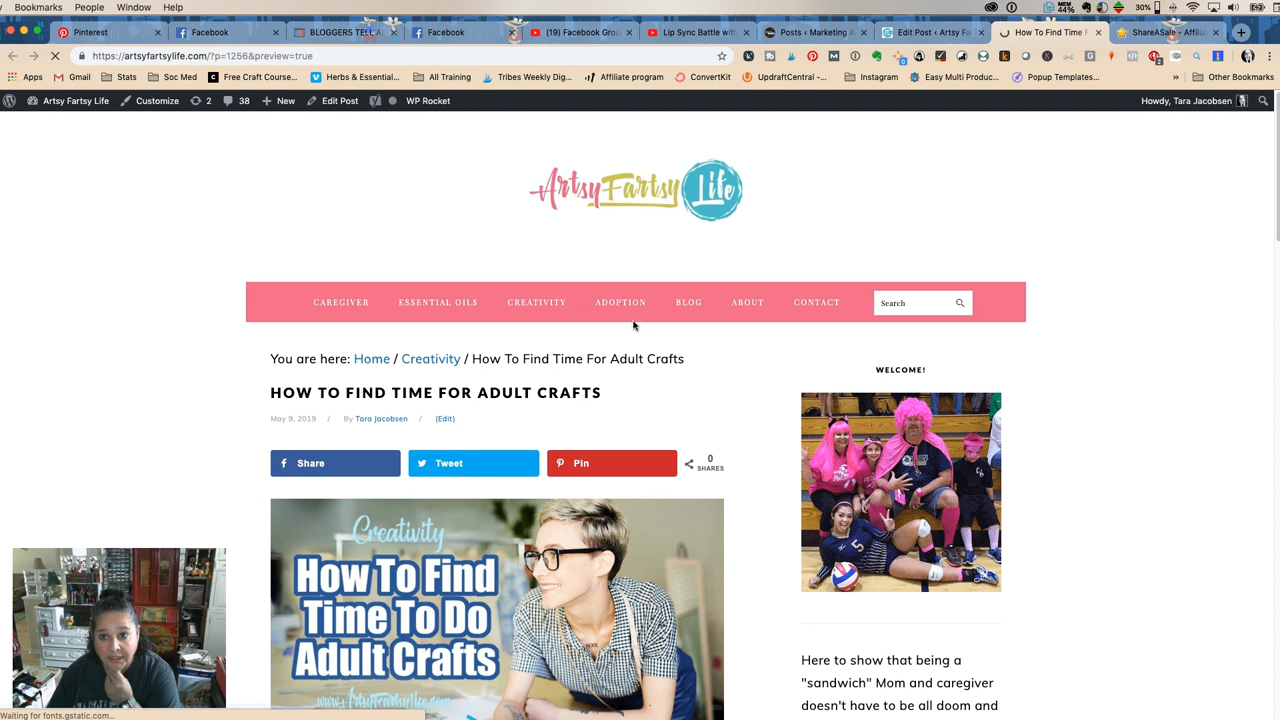 Bookmarks People Window Help 44% 30%
Pinterest Facebook BLOGGERS TELL A Facebook (19) Facebook Grou Lip Sync Battle with Posts ‹ Marketing A Edit Post ‹ Artsy Fa How To Find Time F ShareASale - Affilia
https://artsyfartsylife.com/?p=1256&preview=true
Apps Gmail Stats Soc Med Free Craft Course... Herbs & Essential... All Training Tribes Weekly Dig... Affiliate program ConvertKit UpdraftCentral -... Instagram Easy Multi Produc... Popup Templates... » Other Bookmarks
Artsy Fartsy Life Customize 2 38 New Edit Post WP Rocket Howdy, Tara Jacobsen
Artsy Fartsy Life
CAREGIVER ESSENTIAL OILS CREATIVITY ADOPTION BLOG ABOUT CONTACT Search
You are here: Home / Creativity / How To Find Time For Adult Crafts
HOW TO FIND TIME FOR ADULT CRAFTS
May 9, 2019 / By Tara Jacobsen / (Edit)
Share Tweet Pin 0 SHARES
Creativity
How To Find
Time To Do
Adult Crafts
www.ArtsyFartsyLife.com
WELCOME!
5
Here to show that being a
"sandwich" Mom and caregiver
doesn't have to be all doom and
Waiting for fonts.gstatic.com...